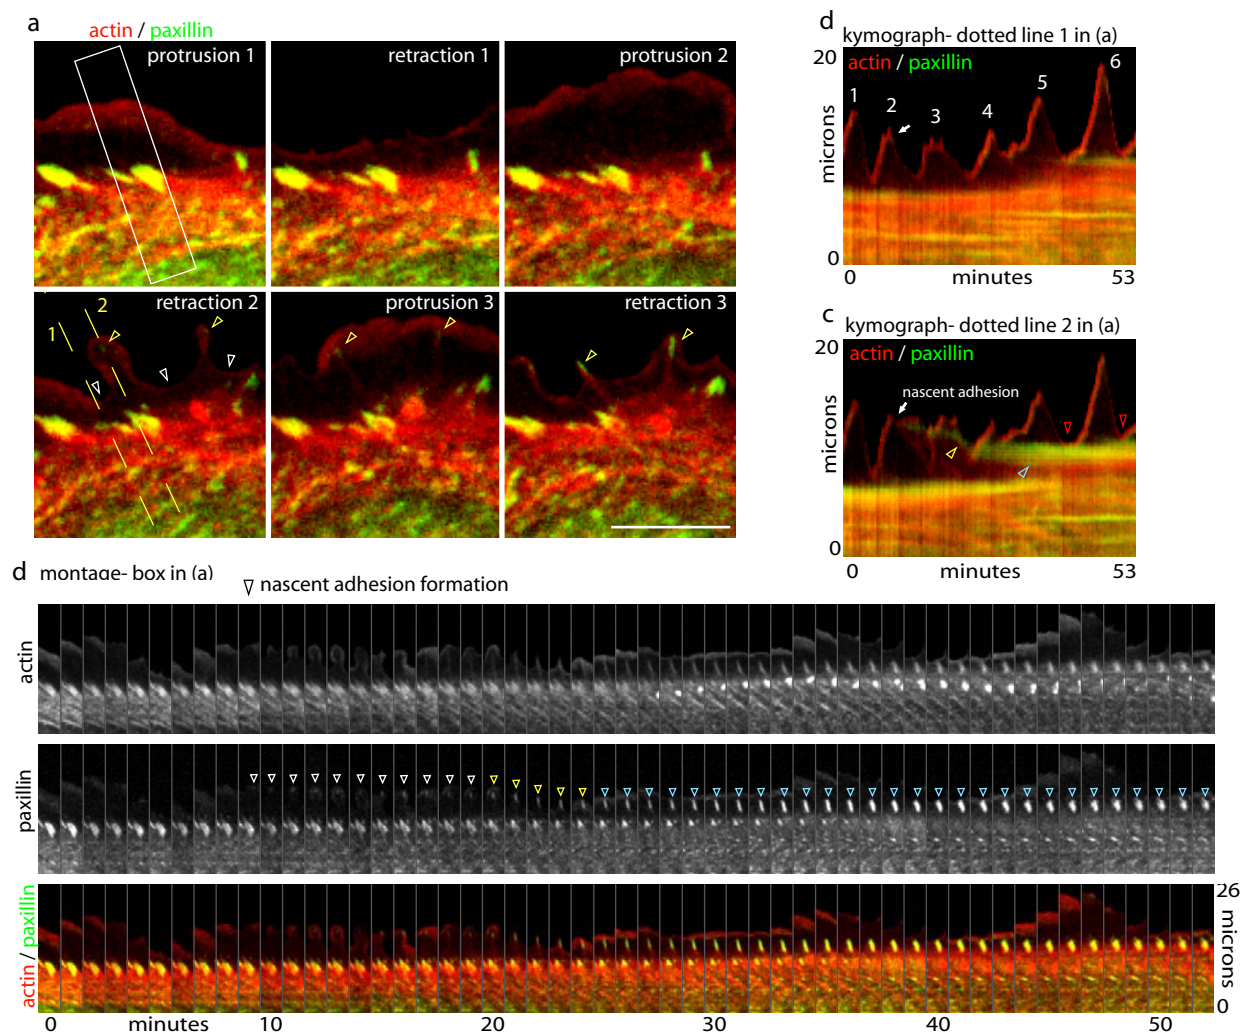 a
actin / paxillin
protrusion 1
retraction 1
protrusion 2
retraction 2
protrusion 3
retraction 3
1
2
d
kymograph- dotted line 1 in (a)
20
actin / paxillin
1
2
3
4
5
6
microns
0
0
minutes
53
c
kymograph- dotted line 2 in (a)
20
actin / paxillin
nascent adhesion
microns
0
0
minutes
53
d
montage- box in (a)
nascent adhesion formation
actin
paxillin
actin / paxillin
26
microns
0
0
minutes
10
20
30
40
50